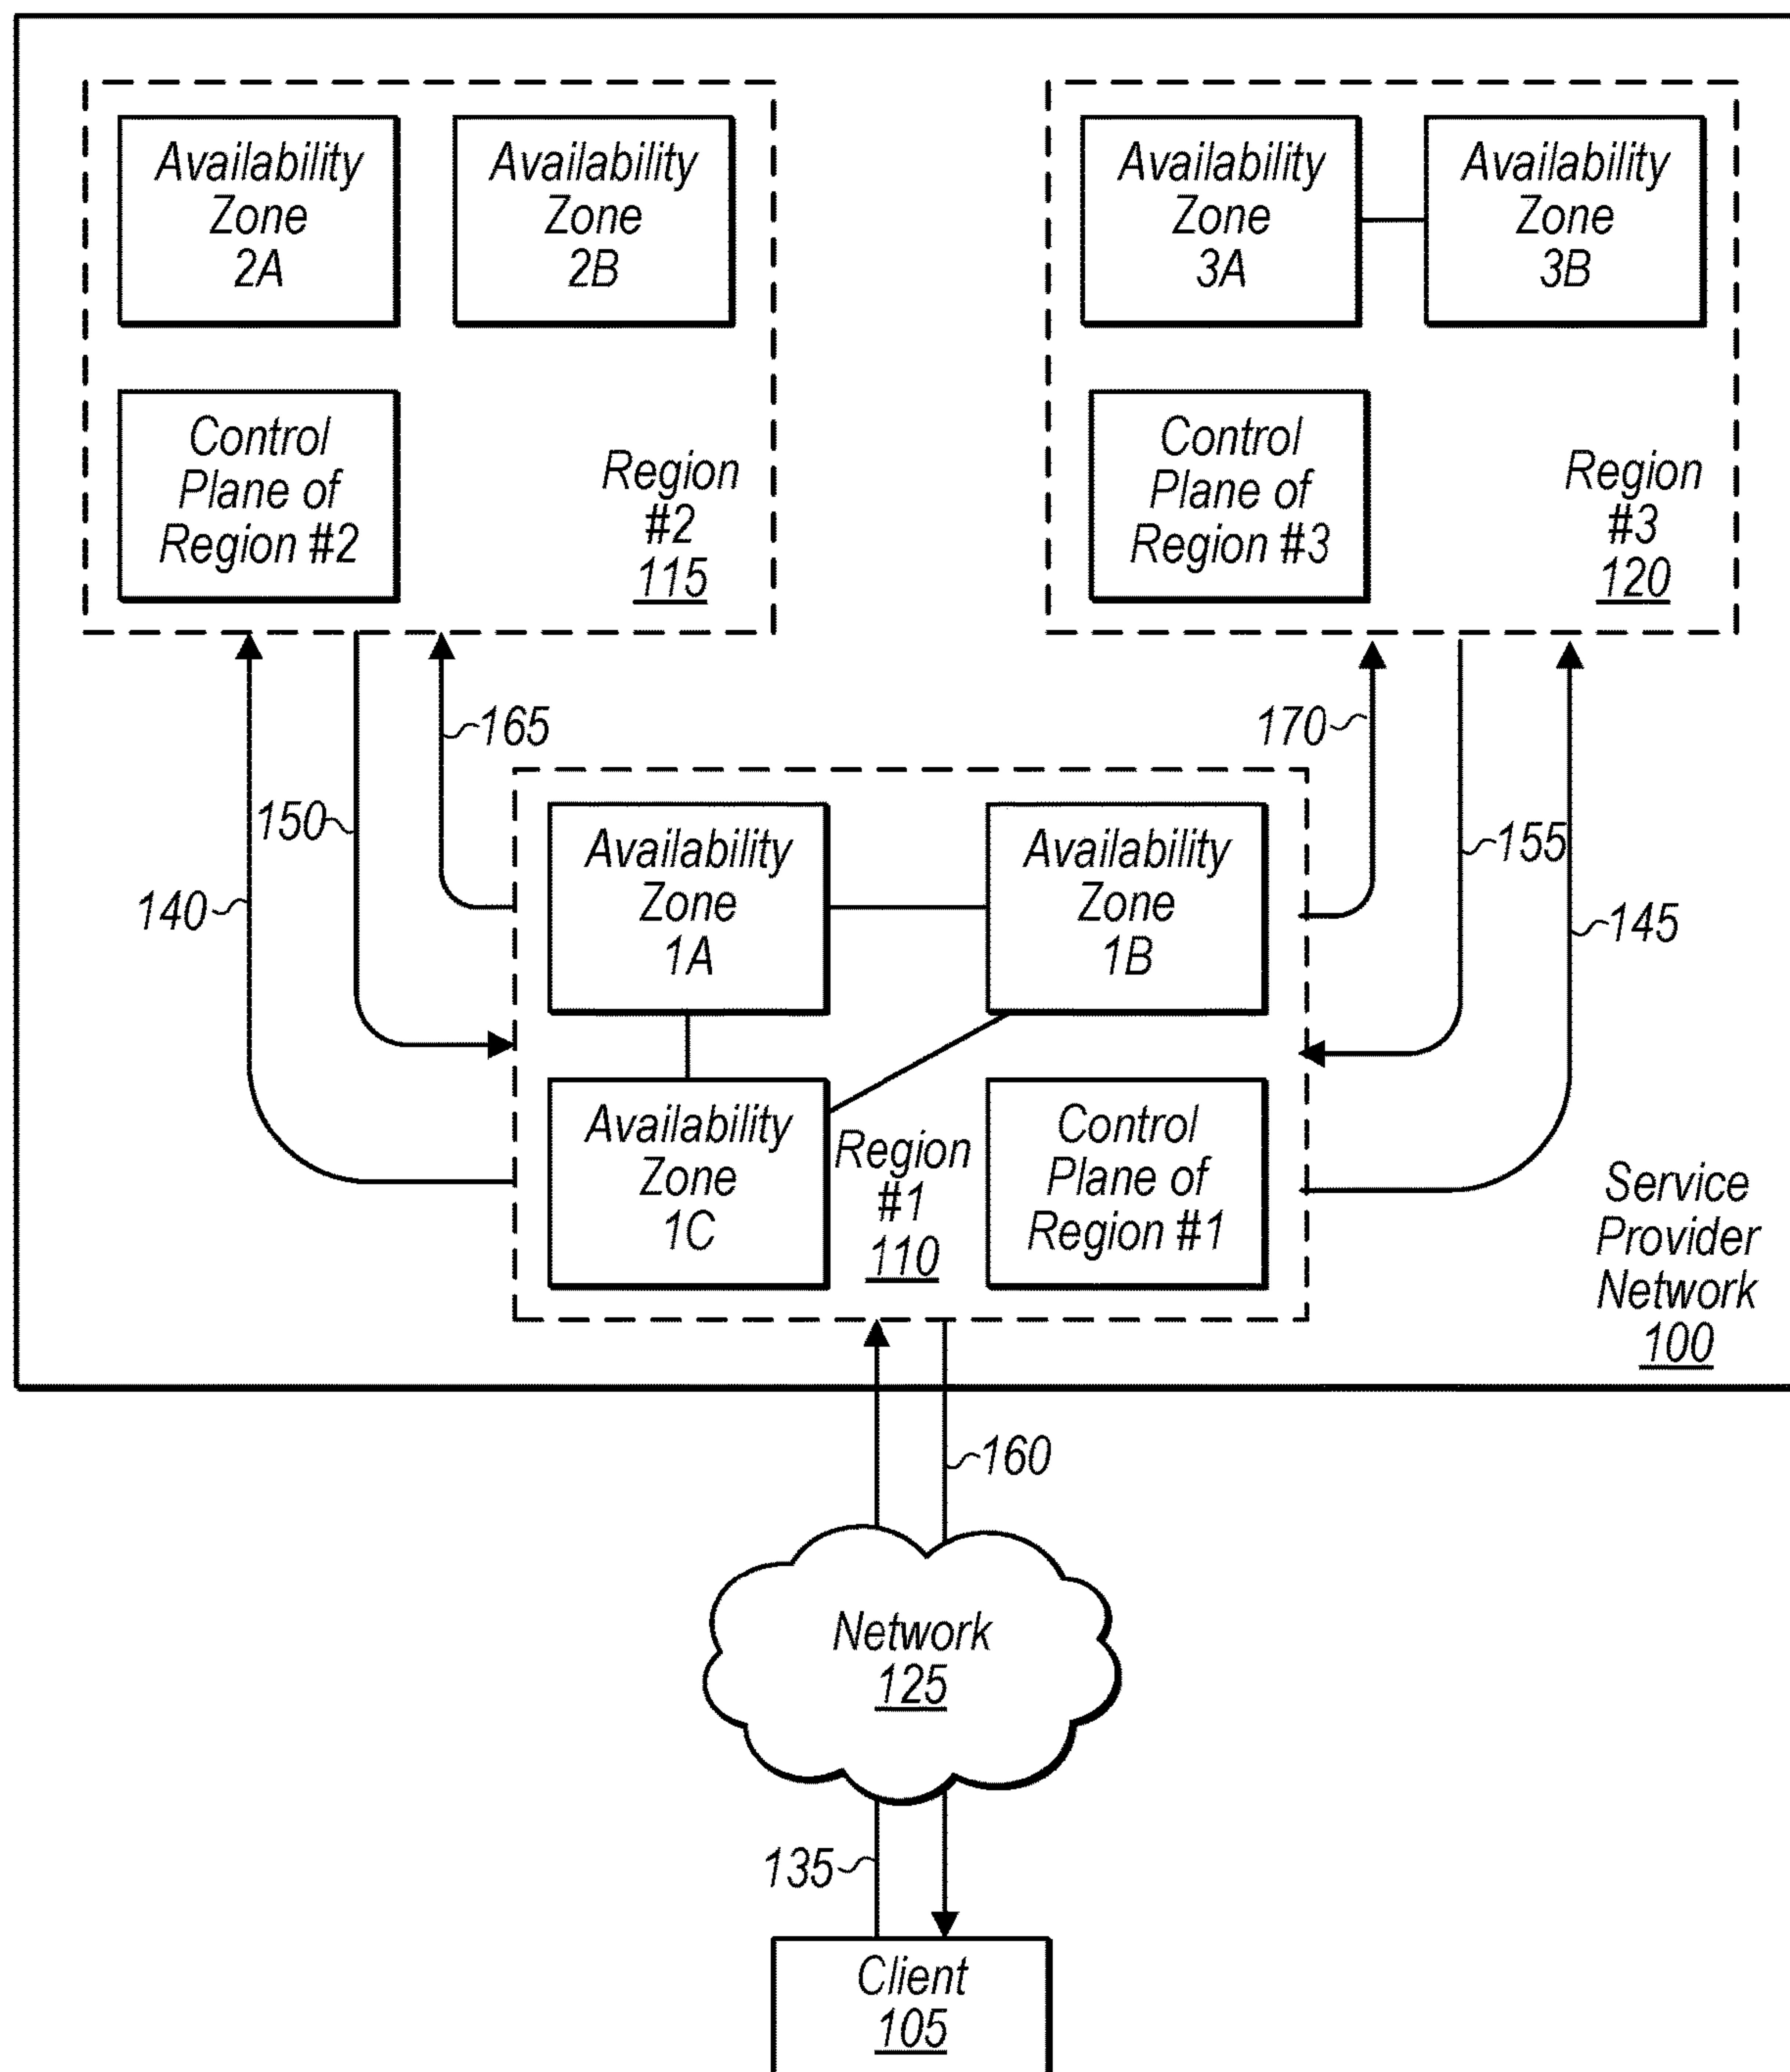 Availability
Zone
2A
Availability
Zone
2B
Availability
Zone
3A
Availability
Zone
3B
Control
Plane of
Region #2
Region
#2
115
Control
Plane of
Region #3
Region
#3
120
165
170
150
155
140
145
Availability
Zone
1A
Availability
Zone
1B
Availability
Zone
1C
Region
#1
110
Control
Plane of
Region #1
Service
Provider
Network
100
160
Network
125
135
Client
105